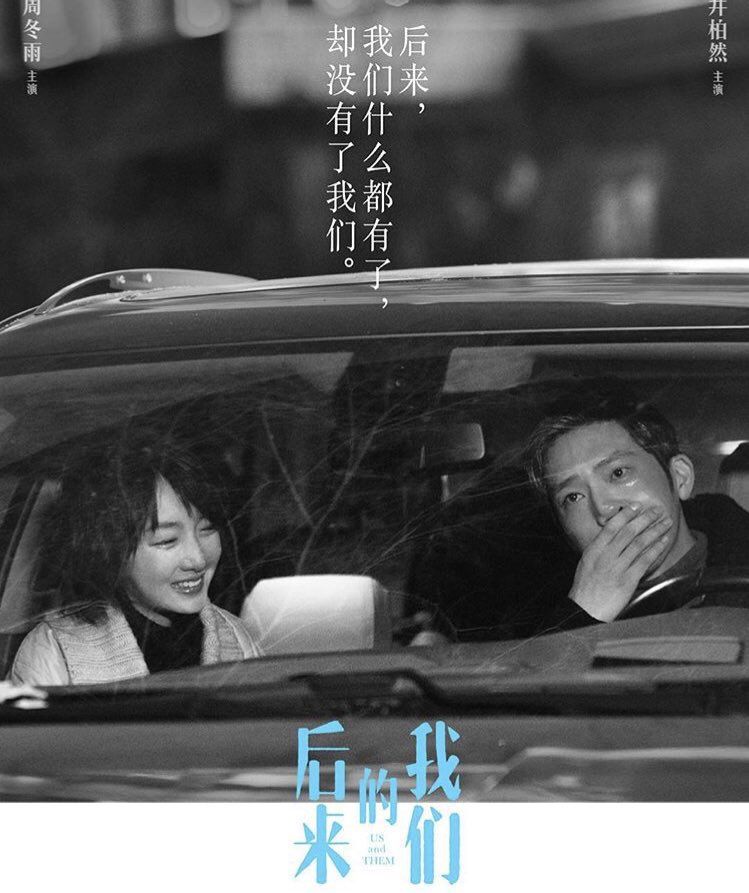 周冬雨 主演
井柏然 主演
后来，
我们什么都有了，
却没有了我们。
后来
的
我们
US
and
THEM